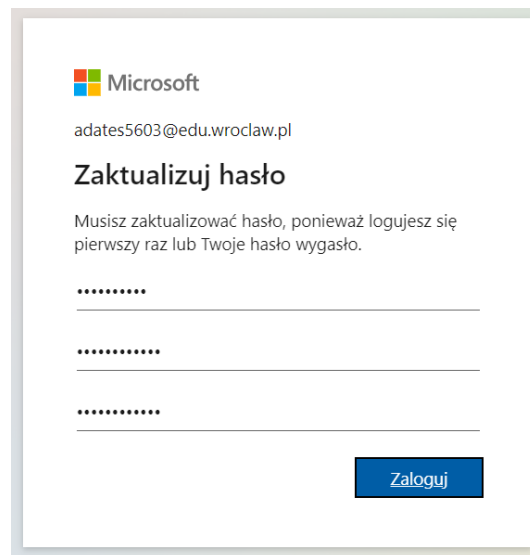 Microsoft
adates5603@edu.wroclaw.pl
Zaktualizuj hasło
Musisz zaktualizować hasło, ponieważ logujesz się
pierwszy raz lub Twoje hasło wygasło.
••••••••••
••••••••••••
••••••••••••
Zaloguj